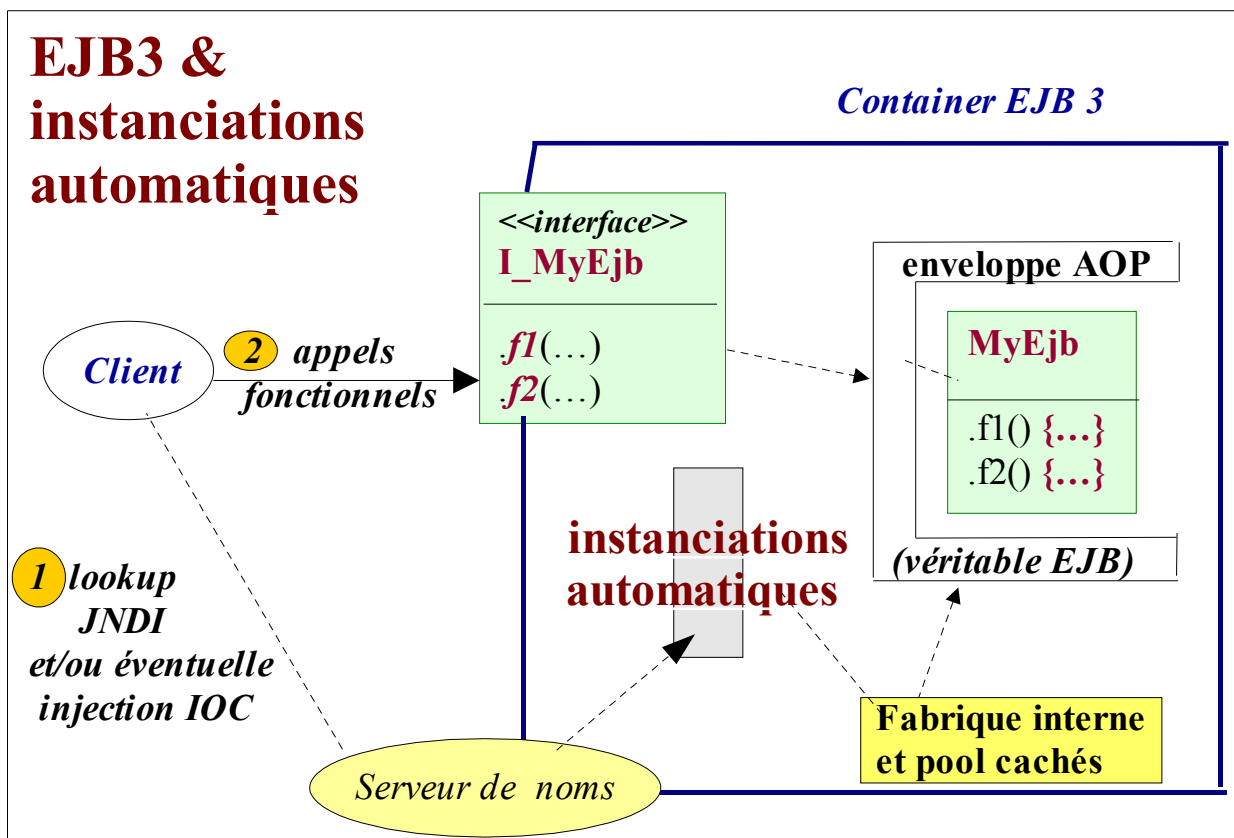 EJB3 &
instanciations
automatiques
Container EJB 3
<<interface>>
I_MyEjb
.f1(…)
.f2(…)
enveloppe AOP
MyEjb
.f1() {…}
.f2() {…}
(véritable EJB)
Client
2 appels
fonctionnels
instanciations
automatiques
1 lookup
JNDI
et/ou éventuelle
injection IOC
Fabrique interne
et pool cachés
Serveur de noms